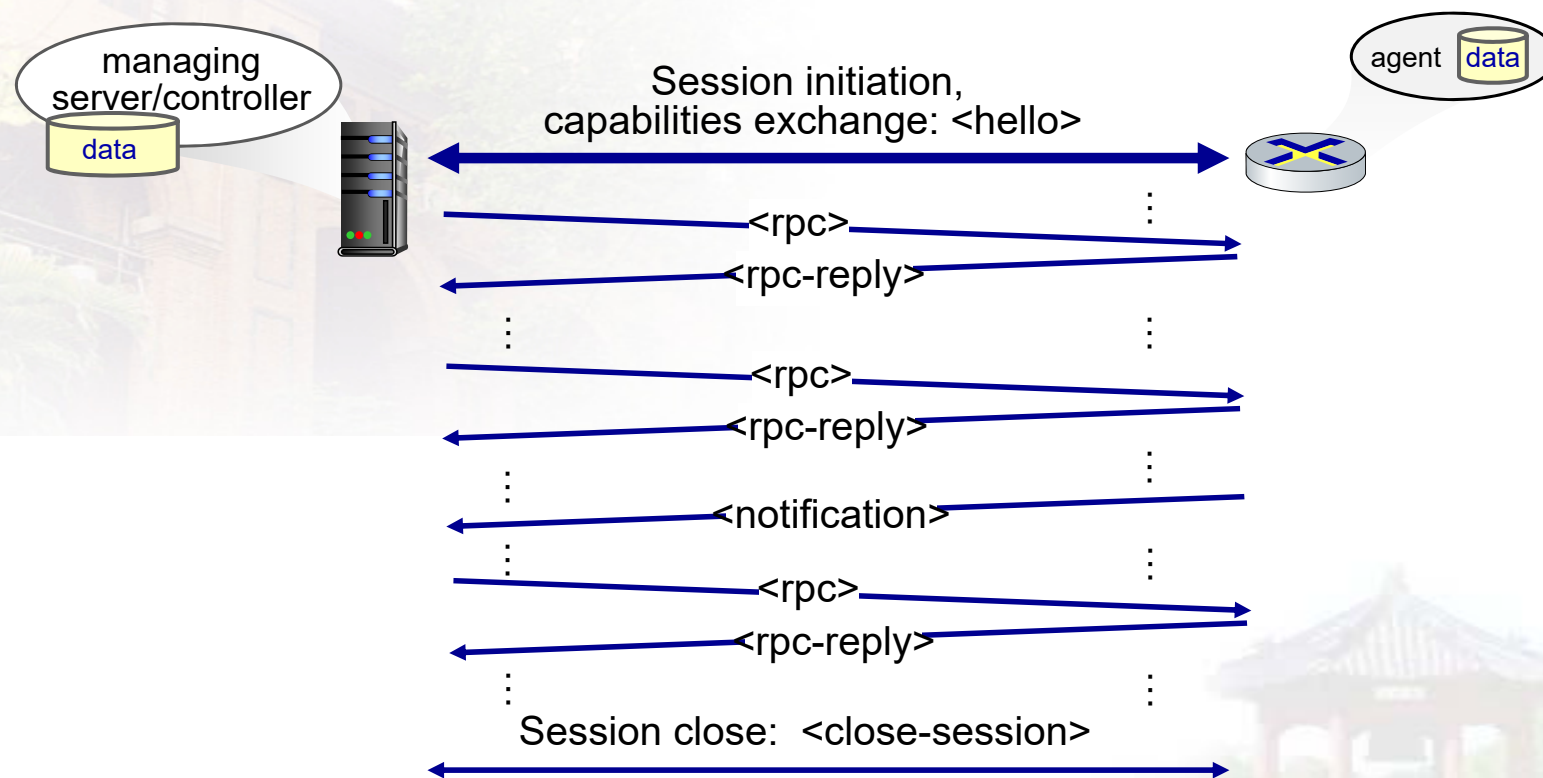 managing
server/controller
data
agent
data
Session initiation,
capabilities exchange: <hello>
<rpc>
<rpc-reply>
<rpc>
<rpc-reply>
<notification>
<rpc>
<rpc-reply>
Session close: <close-session>